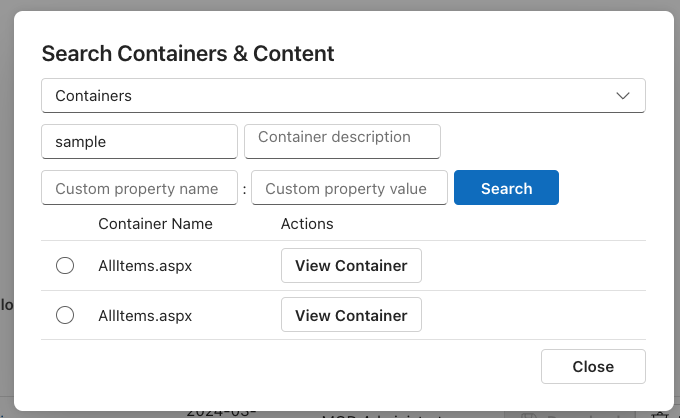 Search Containers & Content
Containers
sample Container description
Custom property name : Custom property value Search
Container Name Actions
AllItems.aspx View Container
AllItems.aspx View Container
lo
Close